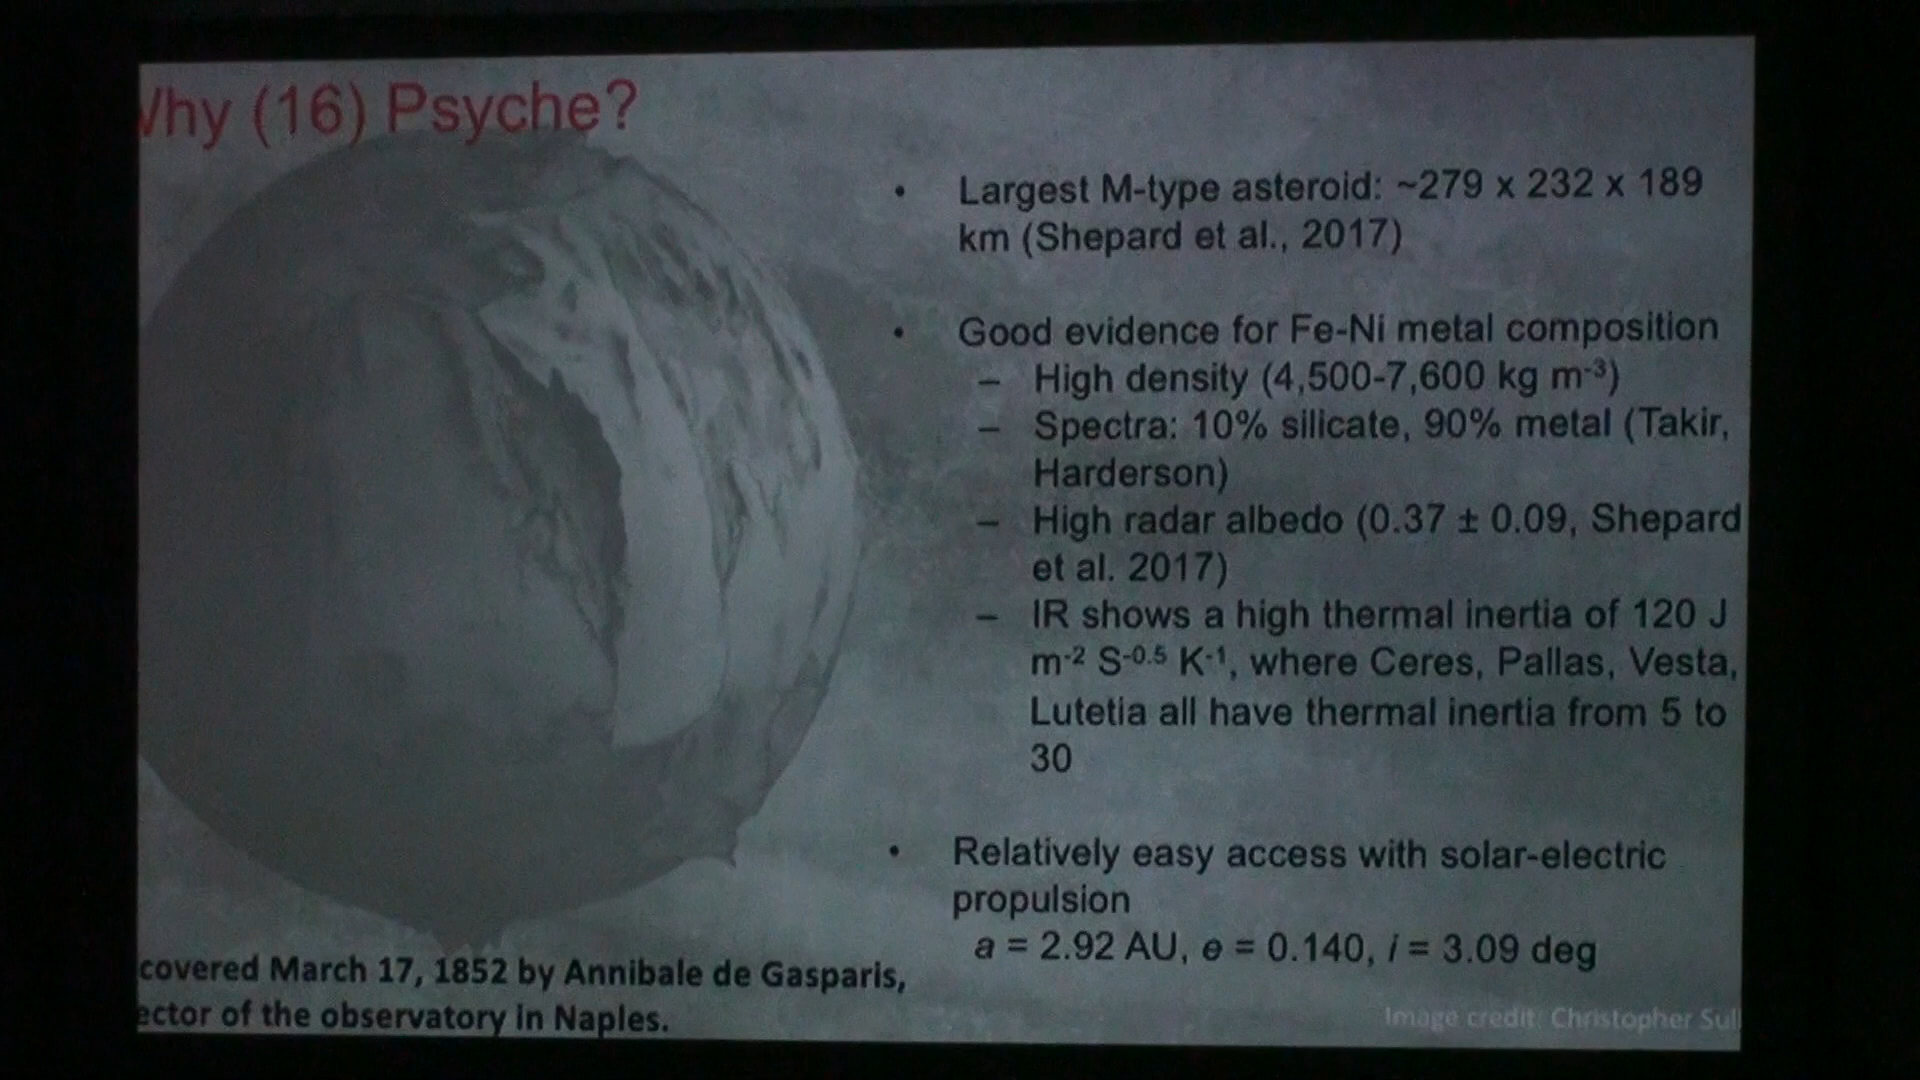 Why (16) Psyche?
• Largest M-type asteroid: ~279 x 232 x 189
km (Shepard et al., 2017)
• Good evidence for Fe-Ni metal composition
– High density (4,500-7,600 kg m⁻³)
– Spectra: 10% silicate, 90% metal (Takir,
Harderson)
– High radar albedo (0.37 ± 0.09, Shepard
et al. 2017)
– IR shows a high thermal inertia of 120 J
m⁻² S⁻⁰·⁵ K⁻¹, where Ceres, Pallas, Vesta,
Lutetia all have thermal inertia from 5 to
30
• Relatively easy access with solar-electric
propulsion
a = 2.92 AU, e = 0.140, i = 3.09 deg
covered March 17, 1852 by Annibale de Gasparis,
ector of the observatory in Naples.
Image credit: Christopher Sul